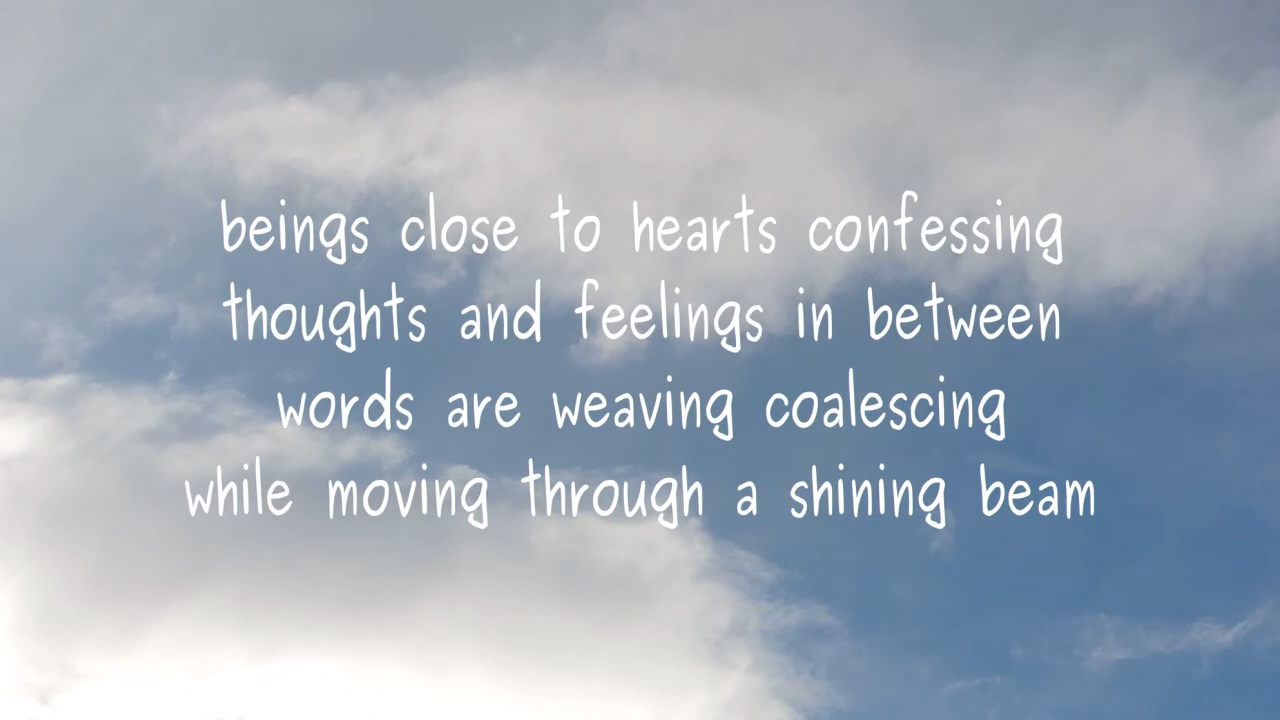 beings close to hearts confessing
thoughts and feelings in between
words are weaving coalescing
while moving through a shining beam